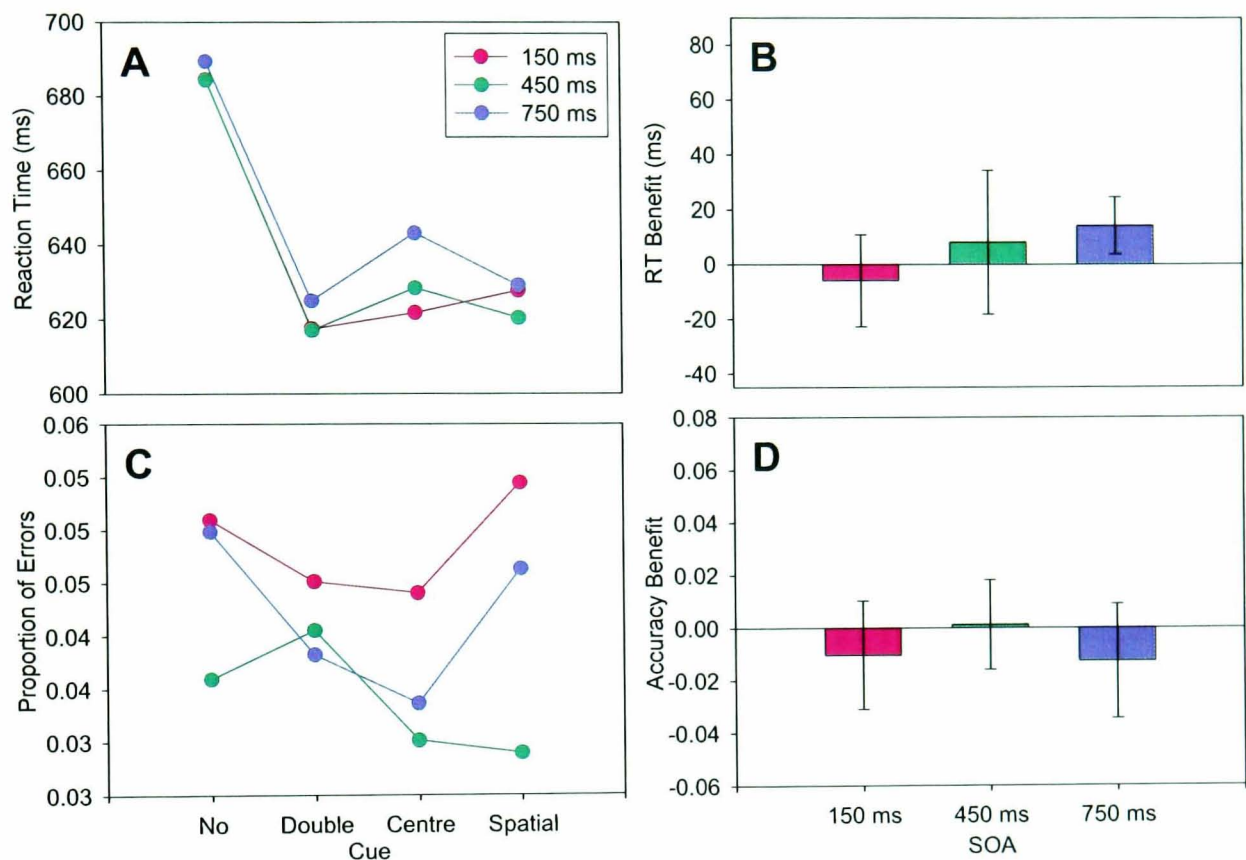 A
150 ms
450 ms
750 ms
Reaction Time (ms)
700
680
660
640
620
600
B
RT Benefit (ms)
80
60
40
20
0
-20
-40
C
Proportion of Errors
0.06
0.05
0.05
0.05
0.04
0.04
0.03
0.03
No Double Centre Spatial
Cue
D
Accuracy Benefit
0.08
0.06
0.04
0.02
0.00
-0.02
-0.04
-0.06
150 ms 450 ms 750 ms
SOA